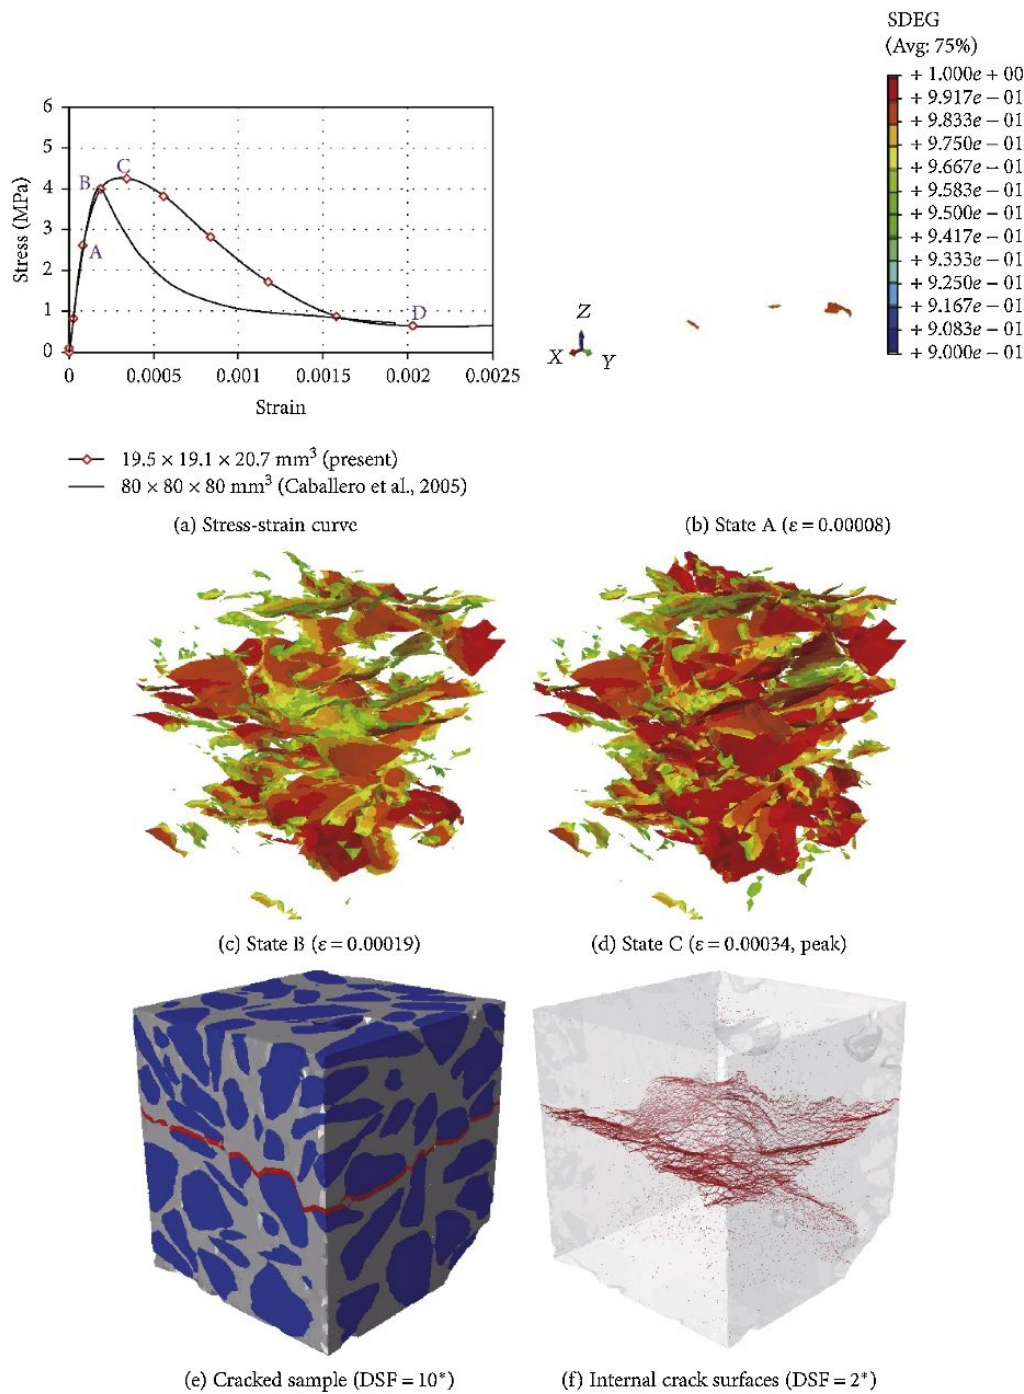 SDEG
(Avg: 75%)
+ 1.000e + 00
+ 9.917e − 01
+ 9.833e − 01
+ 9.750e − 01
+ 9.667e − 01
+ 9.583e − 01
+ 9.500e − 01
+ 9.417e − 01
+ 9.333e − 01
+ 9.250e − 01
+ 9.167e − 01
+ 9.083e − 01
+ 9.000e − 01
6
5
4
3
2
1
0
Stress (MPa)
A
B
C
D
0
0.0005
0.001
0.0015
0.002
0.0025
Strain
Z
X
Y
19.5 × 19.1 × 20.7 mm³ (present)
80 × 80 × 80 mm³ (Caballero et al., 2005)
(a) Stress-strain curve
(b) State A (ε = 0.00008)
(c) State B (ε = 0.00019)
(d) State C (ε = 0.00034, peak)
(e) Cracked sample (DSF = 10*)
(f) Internal crack surfaces (DSF = 2*)